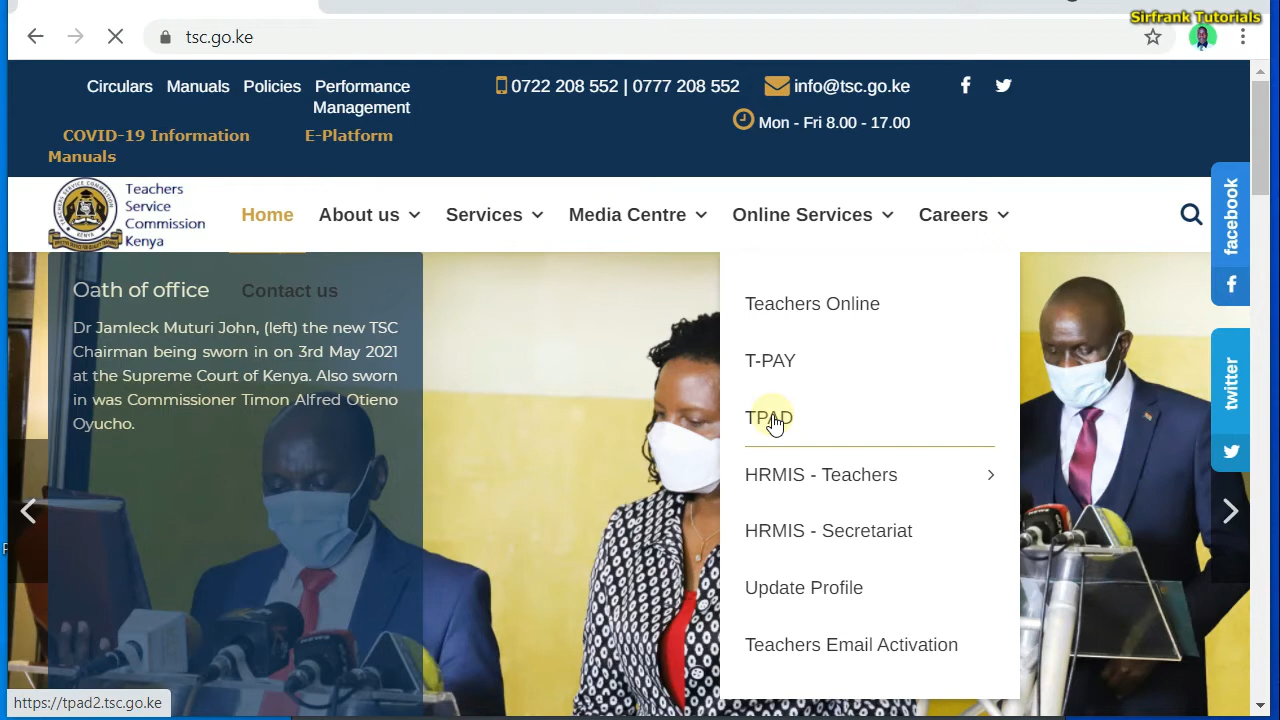 Sirfrank Tutorials
tsc.go.ke
Circulars Manuals Policies Performance Management
0722 208 552 | 0777 208 552
info@tsc.go.ke
Mon - Fri 8.00 - 17.00
COVID-19 Information E-Platform
Manuals
Teachers
Service
Commission
Kenya
Home About us Services Media Centre Online Services Careers
Contact us
Oath of office
Dr Jamleck Muturi John, (left) the new TSC
Chairman being sworn in on 3rd May 2021
at the Supreme Court of Kenya. Also sworn
in was Commissioner Timon Alfred Otieno
Oyucho.
Teachers Online
T-PAY
TPAD
HRMIS - Teachers
HRMIS - Secretariat
Update Profile
Teachers Email Activation
facebook
twitter
https://tpad2.tsc.go.ke